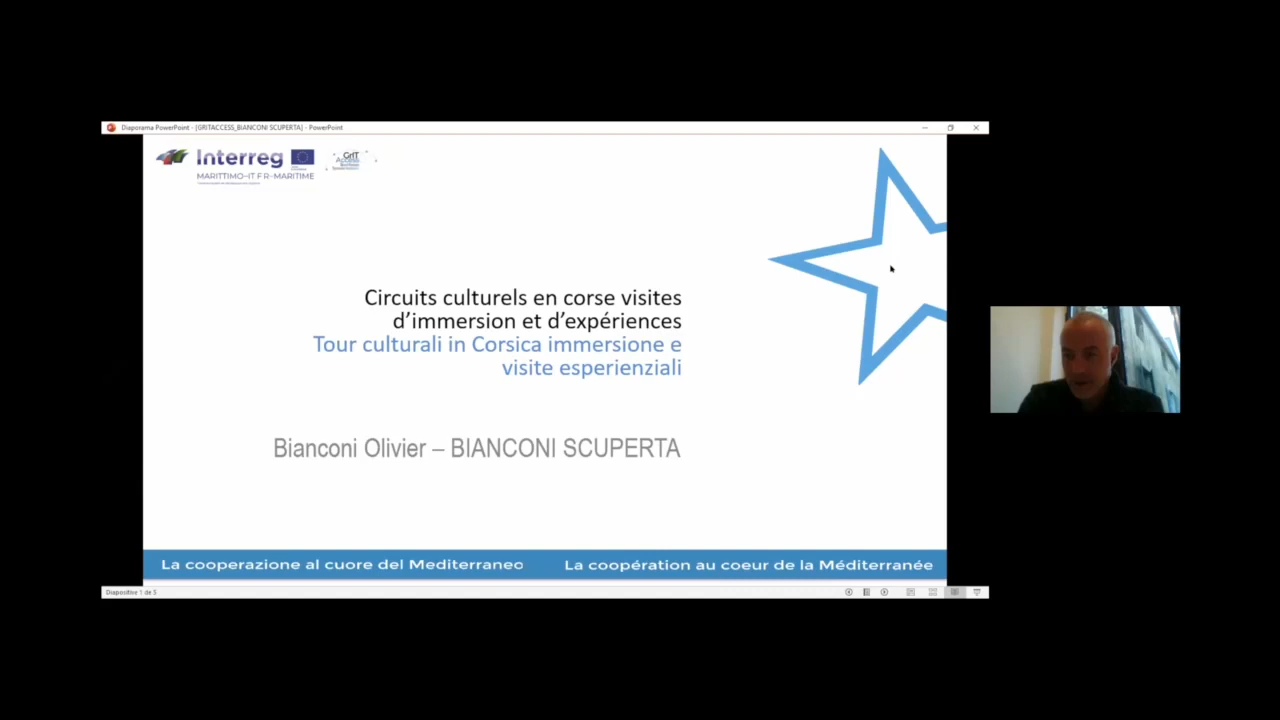 Diaporama PowerPoint - [GRITACCESS_BIANCONI SCUPERTA] - PowerPoint
Interreg
MARITTIMO-IT FR-MARITIME
GrIT
Access
Circuits culturels en corse visites
d’immersion et d’expériences
Tour culturali in Corsica immersione e
visite esperienziali
Bianconi Olivier – BIANCONI SCUPERTA
La cooperazione al cuore del Mediterraneo
La coopération au coeur de la Méditerranée
Diapositive 1 de 5